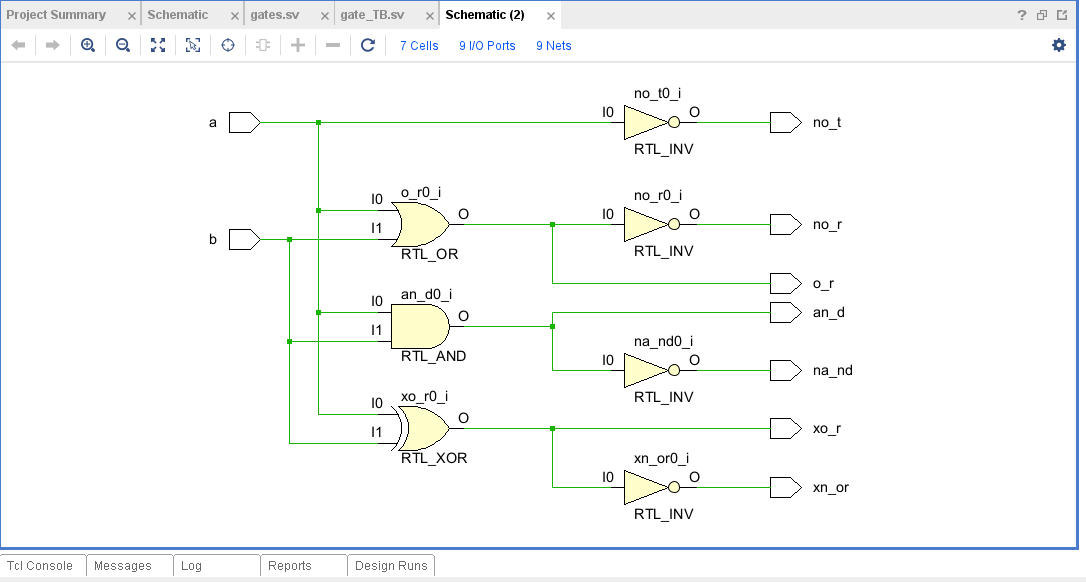 Project Summary × Schematic × gates.sv × gate_TB.sv × Schematic (2) × ?
7 Cells 9 I/O Ports 9 Nets
no_t0_i
a I0 O no_t
RTL_INV
o_r0_i no_r0_i
I0 O I0 O no_r
b I1
RTL_OR RTL_INV
o_r
an_d0_i
I0 O an_d
I1
RTL_AND
na_nd0_i
I0 O na_nd
RTL_INV
xo_r0_i
I0 O xo_r
I1
RTL_XOR
xn_or0_i
I0 O xn_or
RTL_INV
Tcl Console Messages Log Reports Design Runs